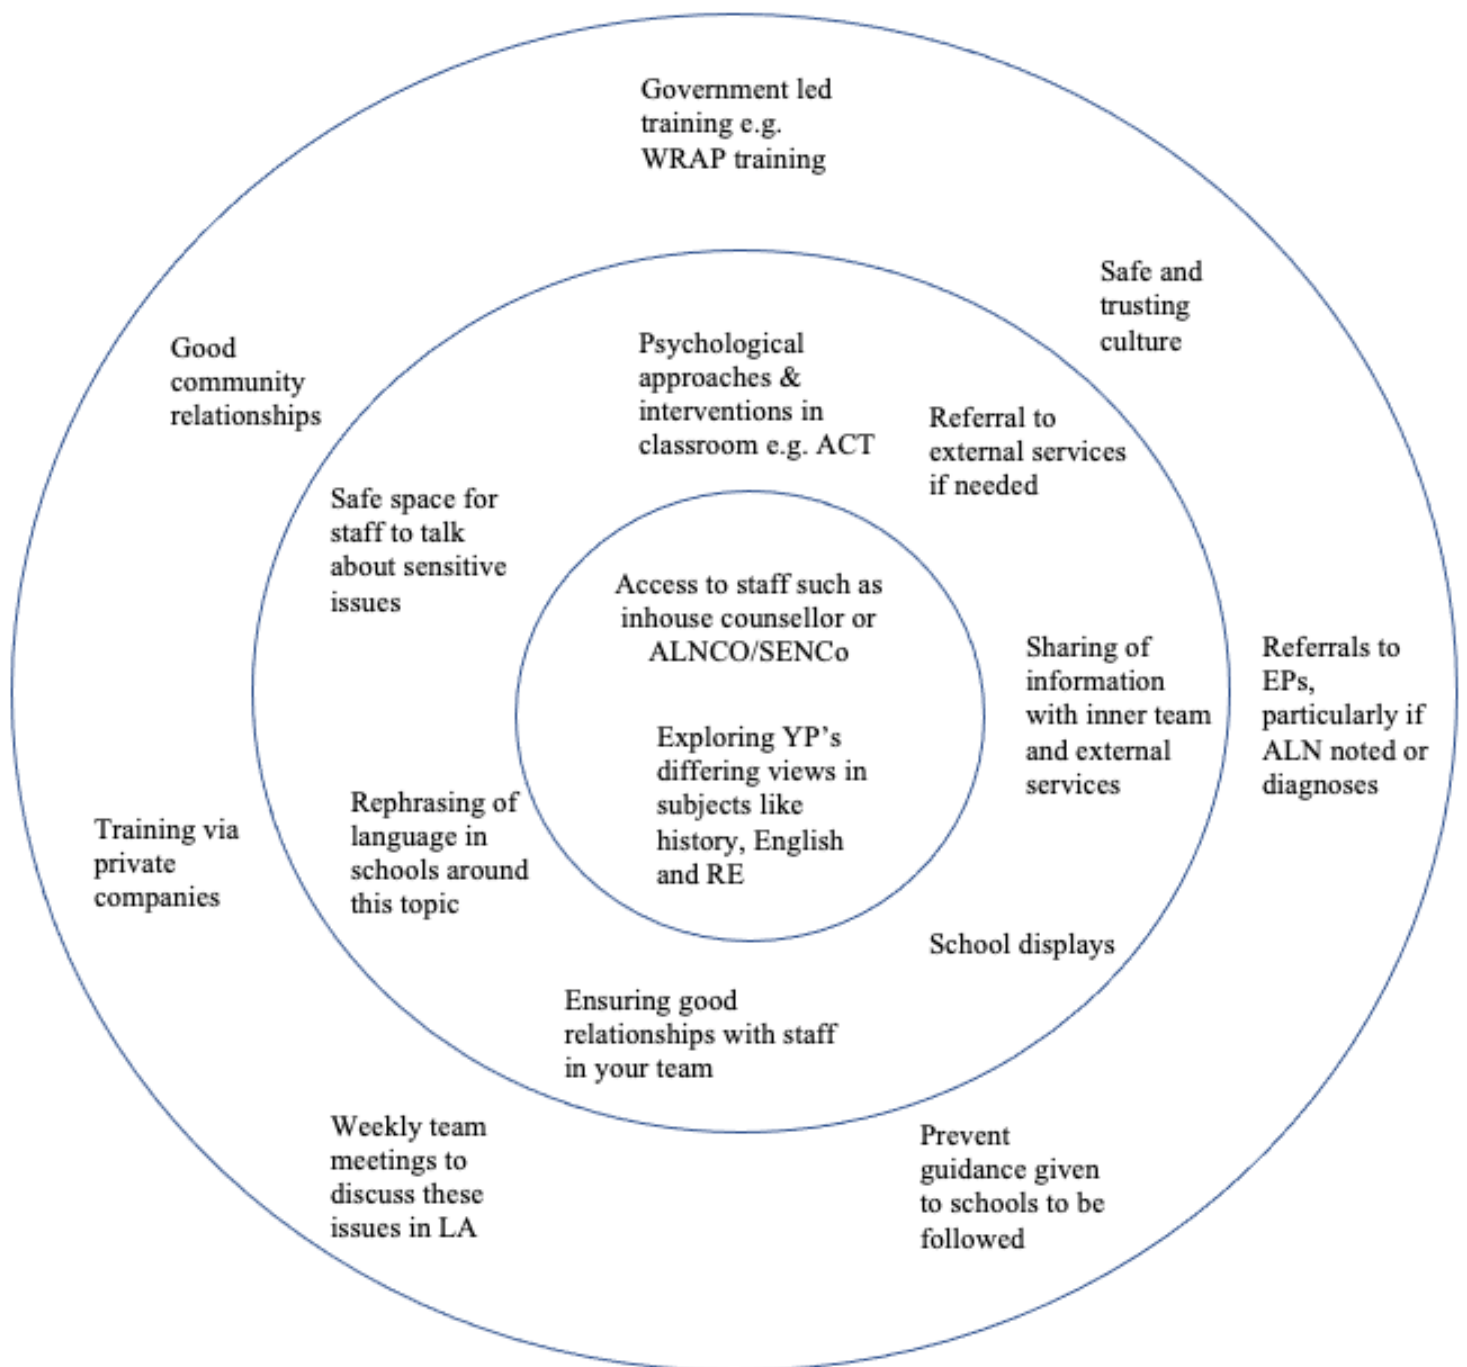 Government led
training e.g.
WRAP training
Safe and
trusting
culture
Good
community
relationships
Psychological
approaches &
interventions in
classroom e.g. ACT
Referral to
external services
if needed
Safe space for
staff to talk
about sensitive
issues
Access to staff such as
inhouse counsellor or
ALNCO/SENCo
Sharing of
information
with inner team
and external
services
Referrals to
EPs,
particularly if
ALN noted or
diagnoses
Exploring YP's
differing views in
subjects like
history, English
and RE
Rephrasing of
language in
schools around
this topic
Training via
private
companies
School displays
Ensuring good
relationships with staff
in your team
Weekly team
meetings to
discuss these
issues in LA
Prevent
guidance given
to schools to be
followed